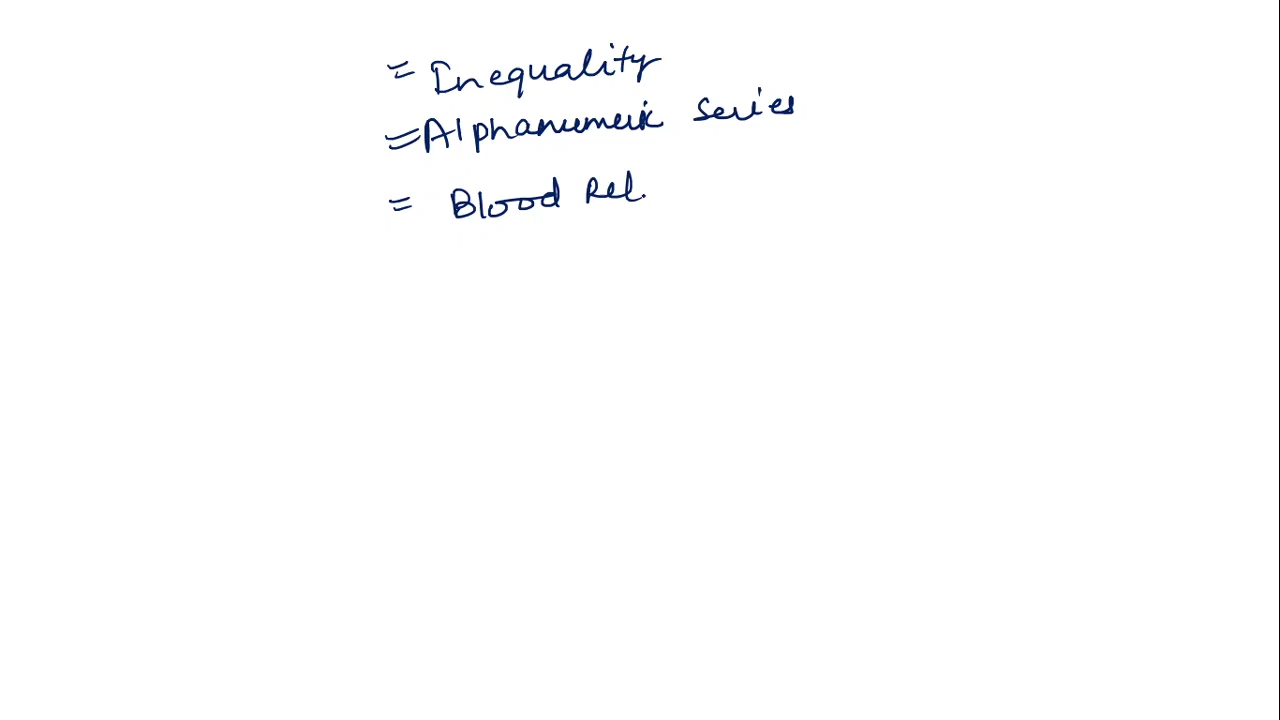 = Inequality
= Alphanumeric Series
= Blood Rel.